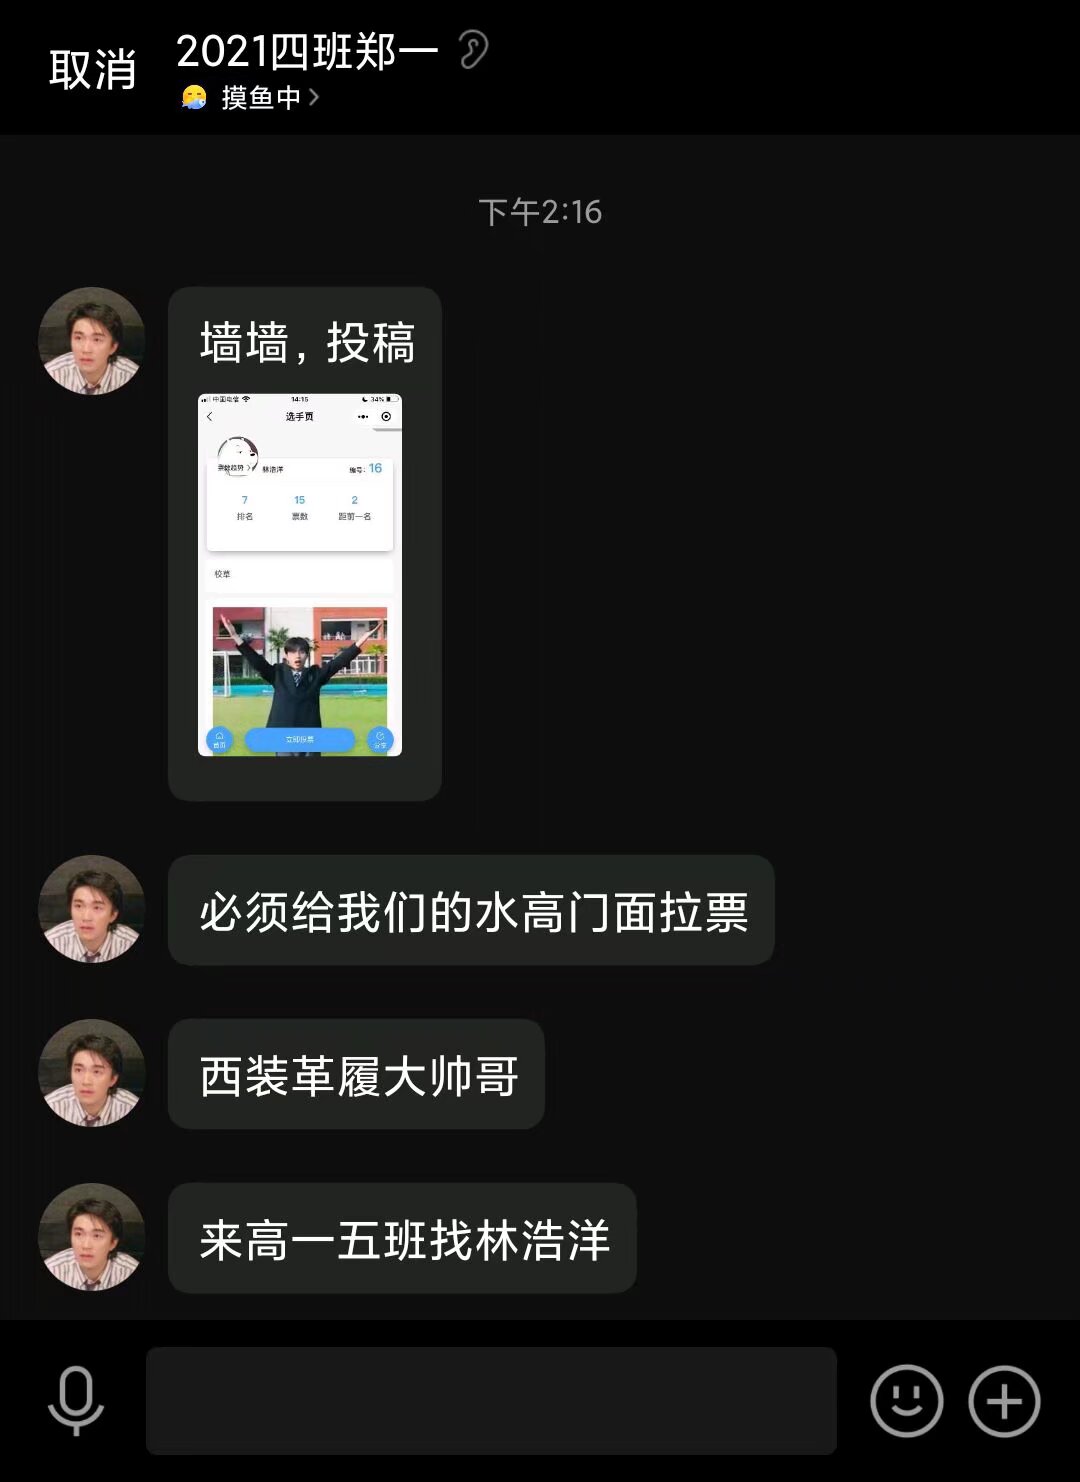 取消
2021四班郑一
摸鱼中
下午2:16
墙墙，投稿
中国电信
14:15
34%
选手页
票数趋势
林浩洋
编号：16
7
15
2
排名
票数
距前一名
校草
首页
立即投票
分享
必须给我们的水高门面拉票
西装革履大帅哥
来高一五班找林浩洋